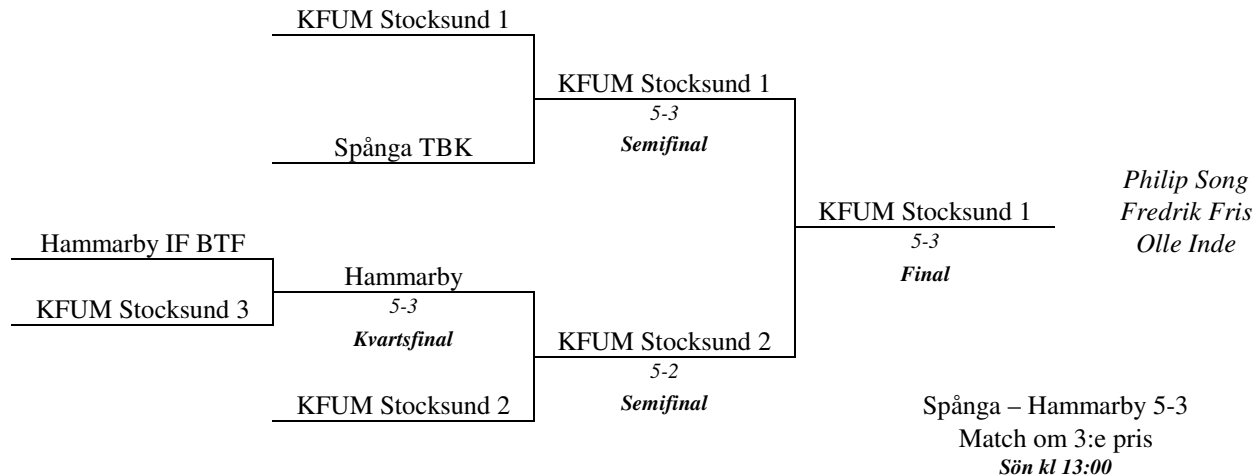 KFUM Stocksund 1
KFUM Stocksund 1
5-3
Semifinal
Spånga TBK
Philip Song
Fredrik Fris
Olle Inde
KFUM Stocksund 1
5-3
Final
Hammarby IF BTF
Hammarby
5-3
Kvartsfinal
KFUM Stocksund 3
KFUM Stocksund 2
5-2
Semifinal
KFUM Stocksund 2
Spånga – Hammarby 5-3
Match om 3:e pris
Sön kl 13:00